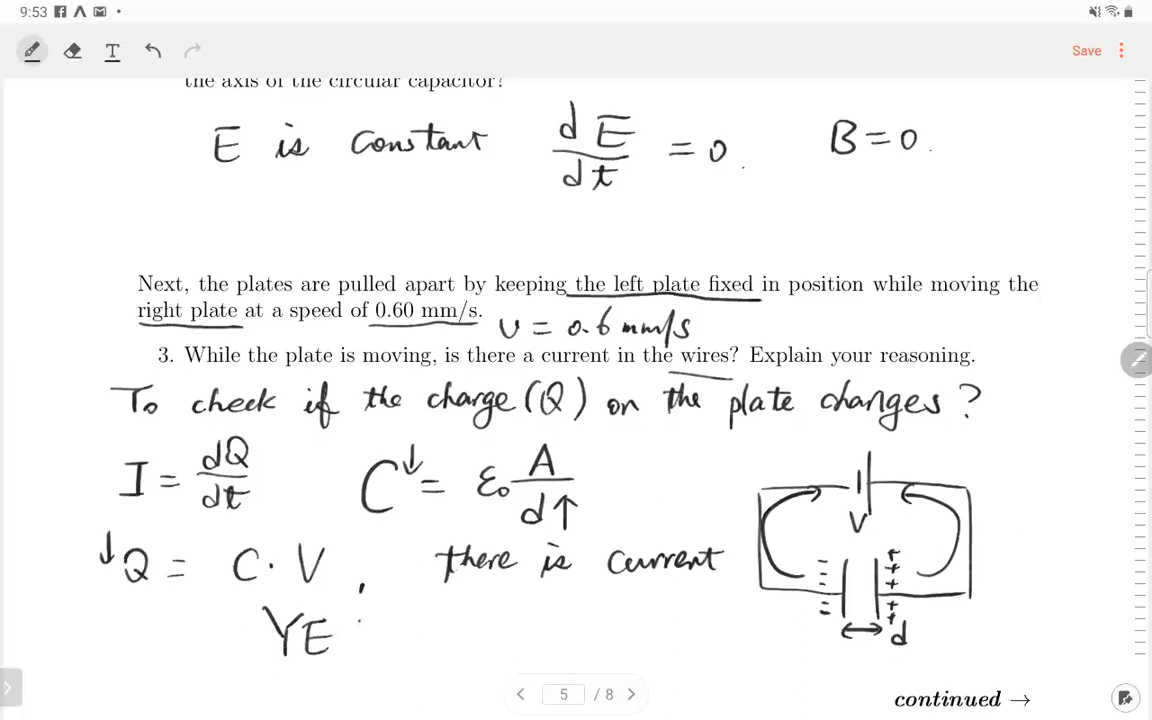 9:53
Save
the axis of the circular capacitor?
E is constant dE/dt = 0. B = 0.
Next, the plates are pulled apart by keeping the left plate fixed in position while moving the
right plate at a speed of 0.60 mm/s. v = 0.6 mm/s
3. While the plate is moving, is there a current in the wires? Explain your reasoning.
To check if the charge (Q) on the plate changes?
I = dQ/dt C↓ = ε₀ A/d↑
↓Q = C·V, there is current
YE
V
- - - - -
+ + + + +
d
5 / 8
continued →